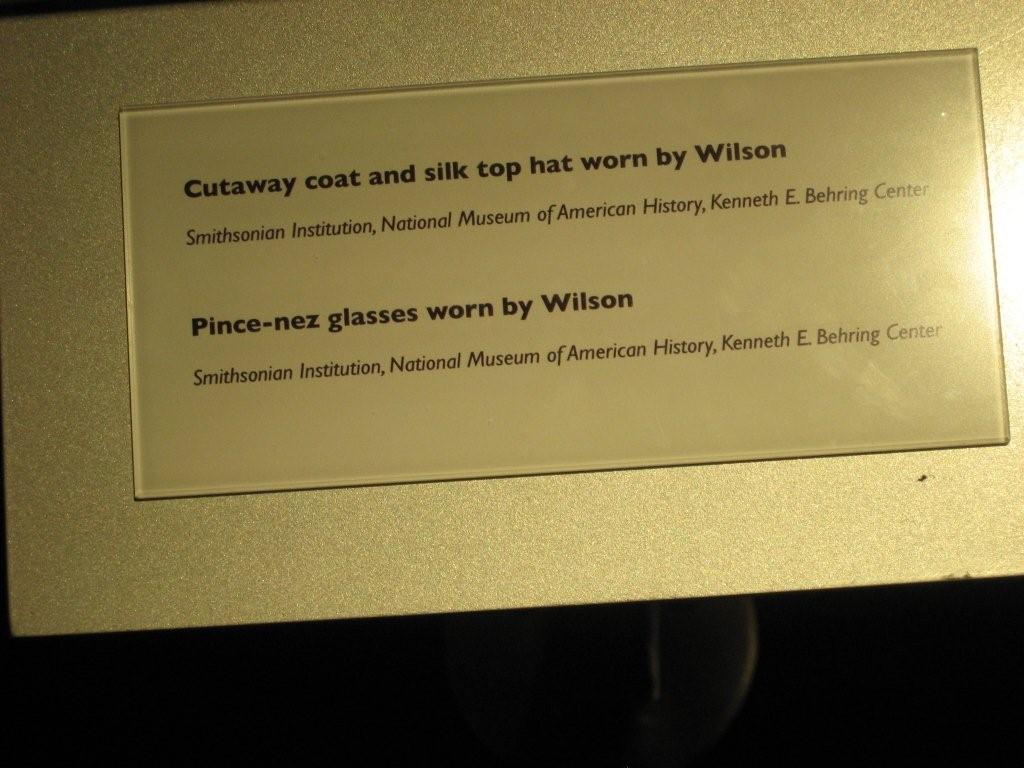 Cutaway coat and silk top hat worn by Wilson
Smithsonian Institution, National Museum of American History, Kenneth E. Behring Center
Pince-nez glasses worn by Wilson
Smithsonian Institution, National Museum of American History, Kenneth E. Behring Center